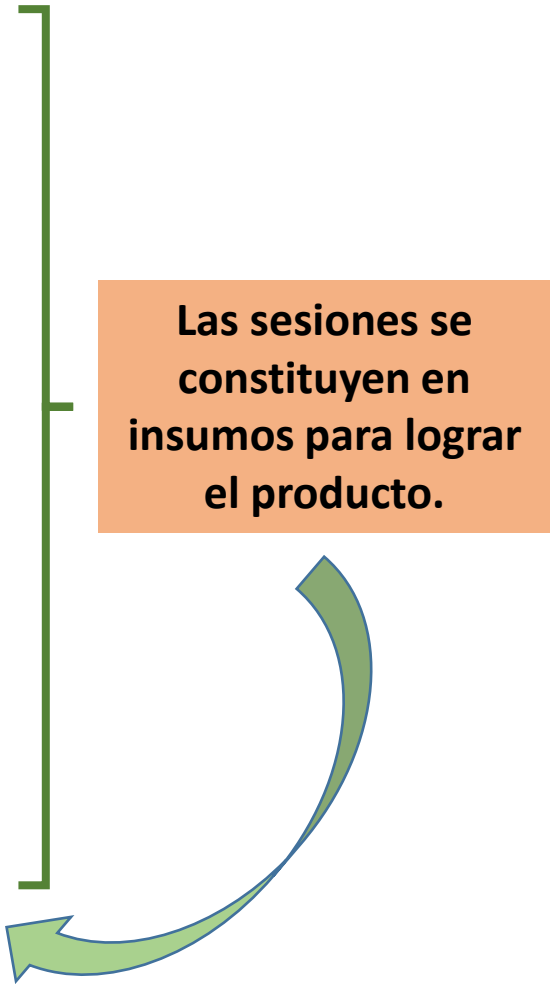 Las sesiones se
constituyen en
insumos para lograr
el producto.